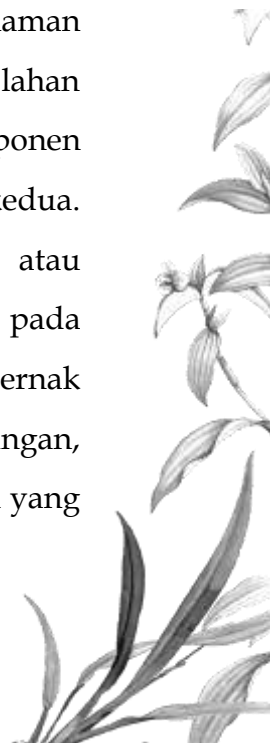 aman
lahan
ponen
kedua.
atau
pada
ernak
ngan,
yang